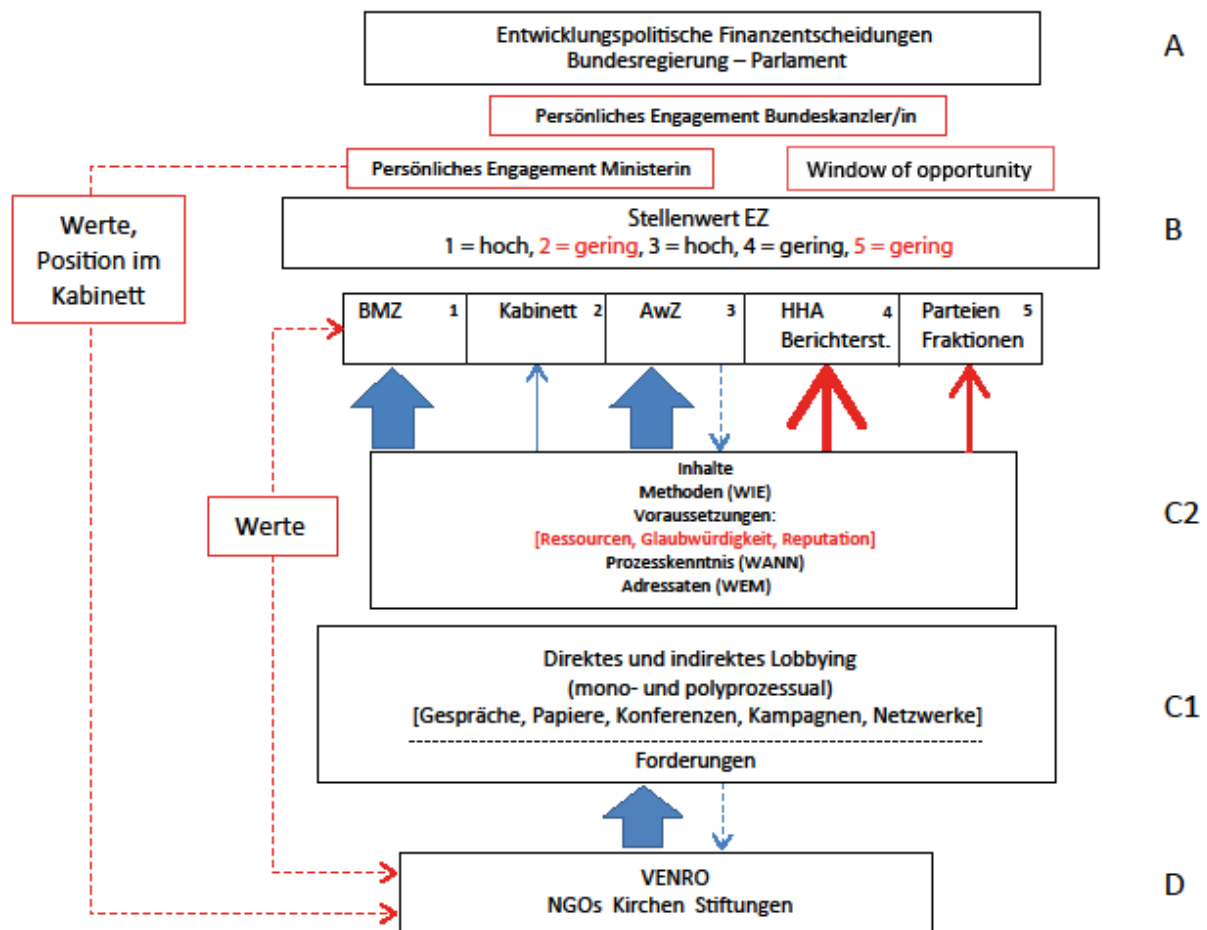 Entwicklungspolitische Finanzentscheidungen
Bundesregierung – Parlament
A
Persönliches Engagement Bundeskanzler/in
Persönliches Engagement Ministerin
Window of opportunity
Werte,
Position im
Kabinett
Stellenwert EZ
1 = hoch, 2 = gering, 3 = hoch, 4 = gering, 5 = gering
B
BMZ 1
Kabinett 2
AwZ 3
HHA 4
Berichterst.
Parteien 5
Fraktionen
Werte
Inhalte
Methoden (WIE)
Voraussetzungen:
[Ressourcen, Glaubwürdigkeit, Reputation]
Prozesskenntnis (WANN)
Adressaten (WEM)
C2
Direktes und indirektes Lobbying
(mono- und polyprozessual)
[Gespräche, Papiere, Konferenzen, Kampagnen, Netzwerke]
Forderungen
C1
VENRO
NGOs Kirchen Stiftungen
D